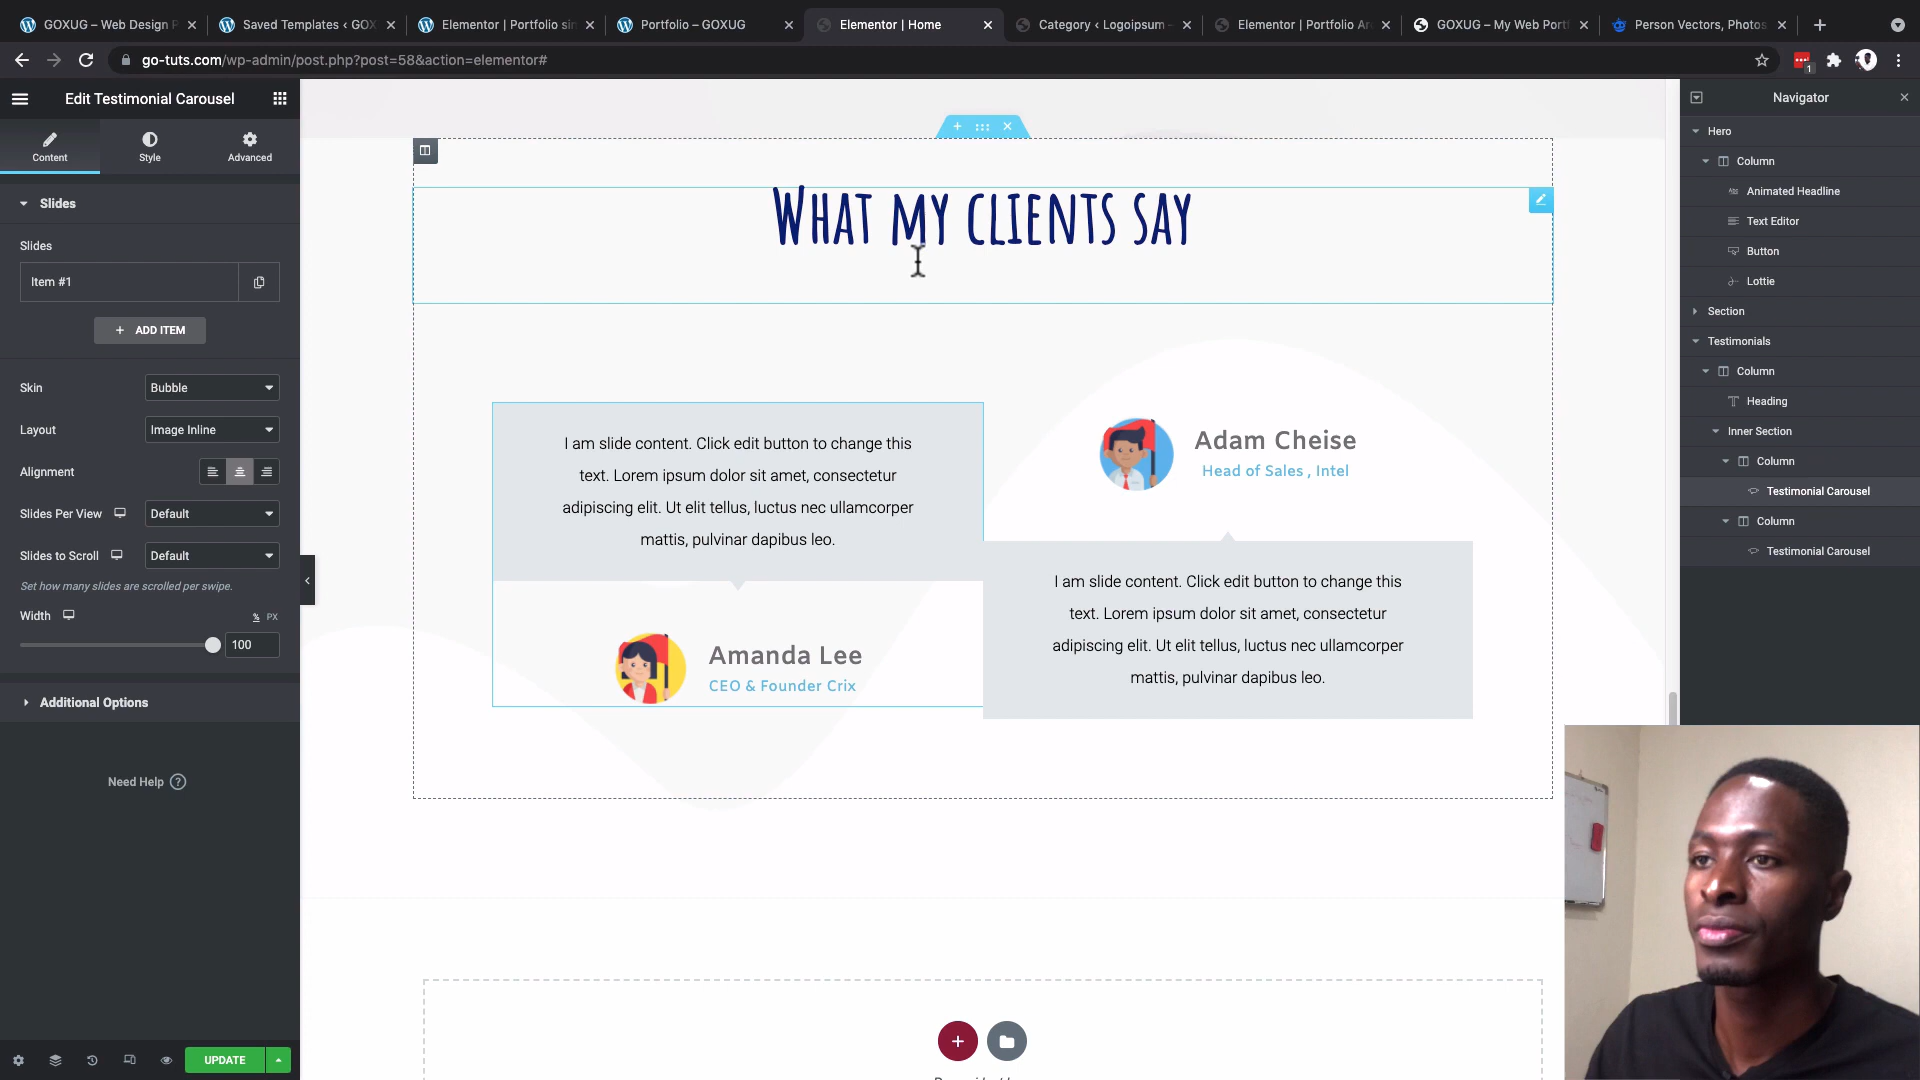 GOXUG – Web Design P
Saved Templates ‹ GOX
Elementor | Portfolio sin
Portfolio – GOXUG
Elementor | Home
Category ‹ Logoipsum –
Elementor | Portfolio Ar
GOXUG – My Web Port
Person Vectors, Photos
go-tuts.com/wp-admin/post.php?post=58&action=elementor#
1
Edit Testimonial Carousel
Content
Style
Advanced
Slides
Slides
Item #1
+ ADD ITEM
Skin
Bubble
Layout
Image Inline
Alignment
Slides Per View
Default
Slides to Scroll
Default
Set how many slides are scrolled per swipe.
Width
% PX
100
Additional Options
Need Help ?
UPDATE
What my clients say
I am slide content. Click edit button to change this
text. Lorem ipsum dolor sit amet, consectetur
adipiscing elit. Ut elit tellus, luctus nec ullamcorper
mattis, pulvinar dapibus leo.
Amanda Lee
CEO & Founder Crix
Adam Cheise
Head of Sales , Intel
I am slide content. Click edit button to change this
text. Lorem ipsum dolor sit amet, consectetur
adipiscing elit. Ut elit tellus, luctus nec ullamcorper
mattis, pulvinar dapibus leo.
Navigator
Hero
Column
Animated Headline
Text Editor
Button
Lottie
Section
Testimonials
Column
Heading
Inner Section
Column
Testimonial Carousel
Column
Testimonial Carousel